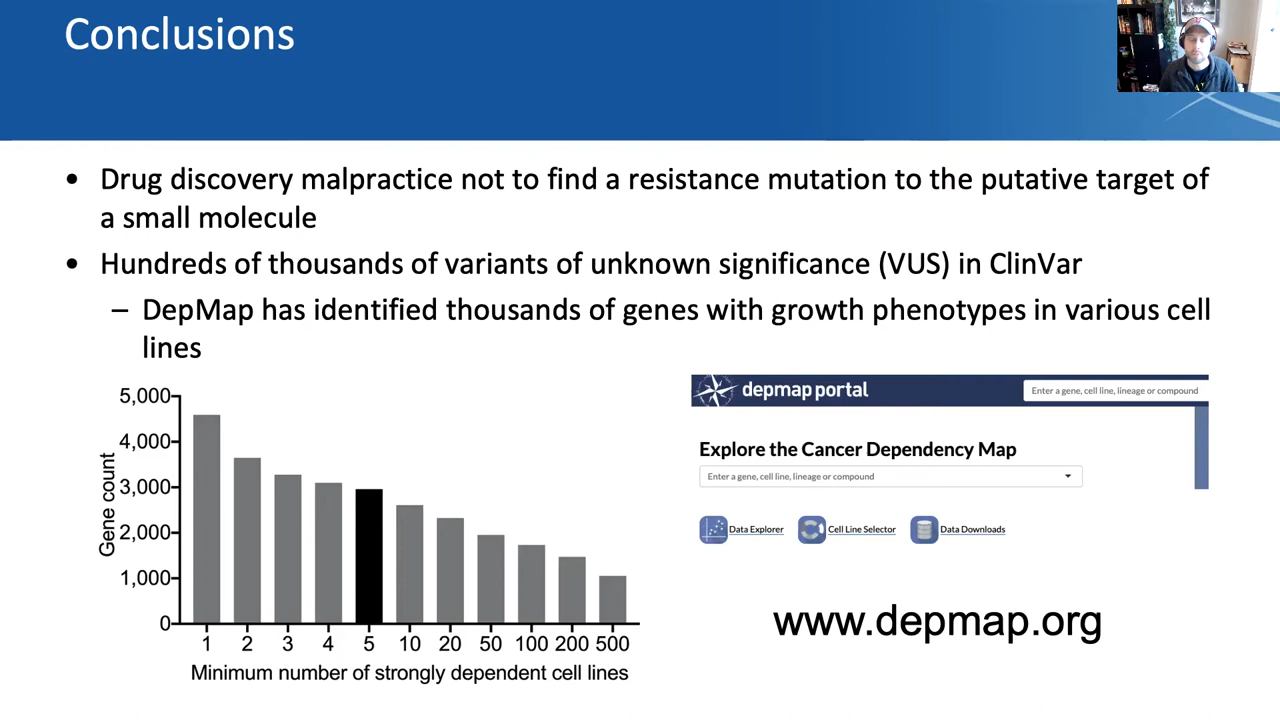 Conclusions
• Drug discovery malpractice not to find a resistance mutation to the putative target of
a small molecule
• Hundreds of thousands of variants of unknown significance (VUS) in ClinVar
– DepMap has identified thousands of genes with growth phenotypes in various cell
lines
5,000
4,000
3,000
2,000
1,000
0
Gene count
1 2 3 4 5 10 20 50 100 200 500
Minimum number of strongly dependent cell lines
depmap portal
Enter a gene, cell line, lineage or compound
Explore the Cancer Dependency Map
Enter a gene, cell line, lineage or compound
Data Explorer Cell Line Selector Data Downloads
www.depmap.org